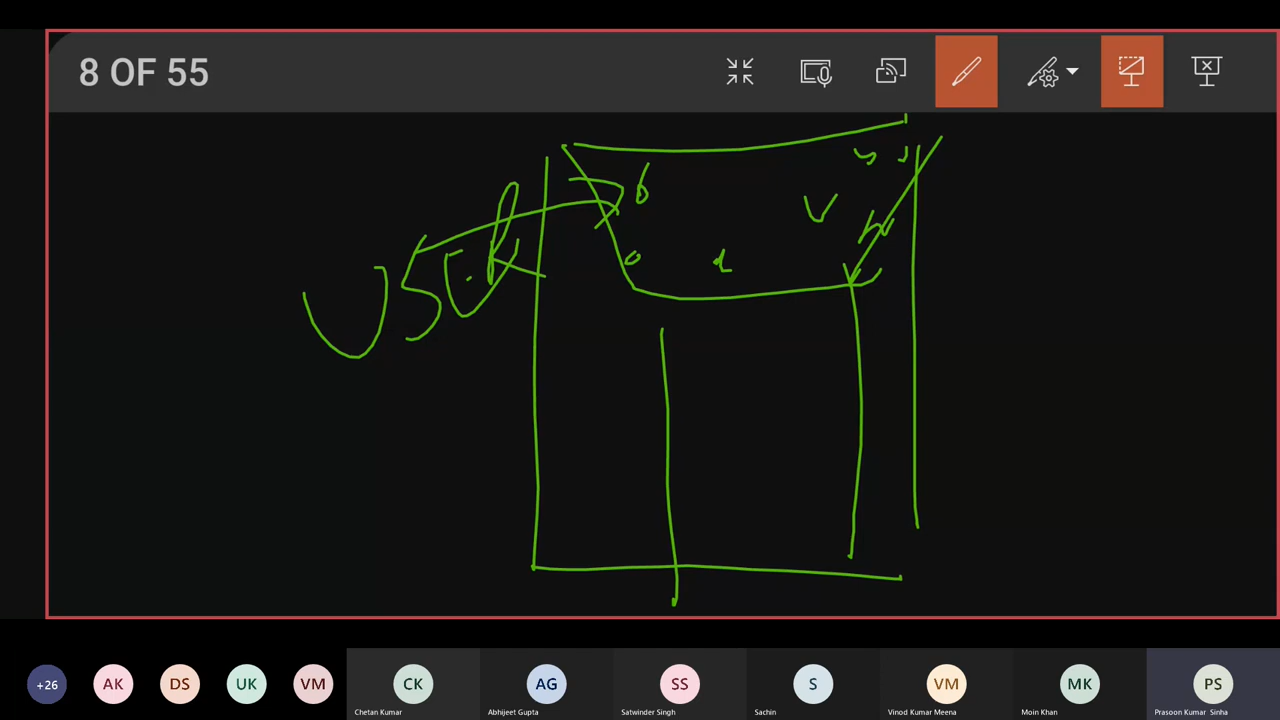 8 OF 55
+26
AK
DS
UK
VM
CK
AG
SS
S
VM
MK
PS
Chetan Kumar
Abhijeet Gupta
Satwinder Singh
Sachin
Vinod Kumar Meena
Moin Khan
Prasoon Kumar Sinha